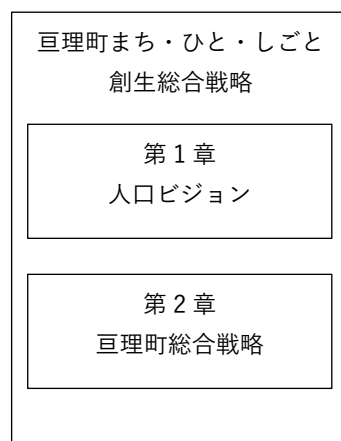 亘理町まち・ひと・しごと
創生総合戦略
第１章
人口ビジョン
第２章
亘理町総合戦略